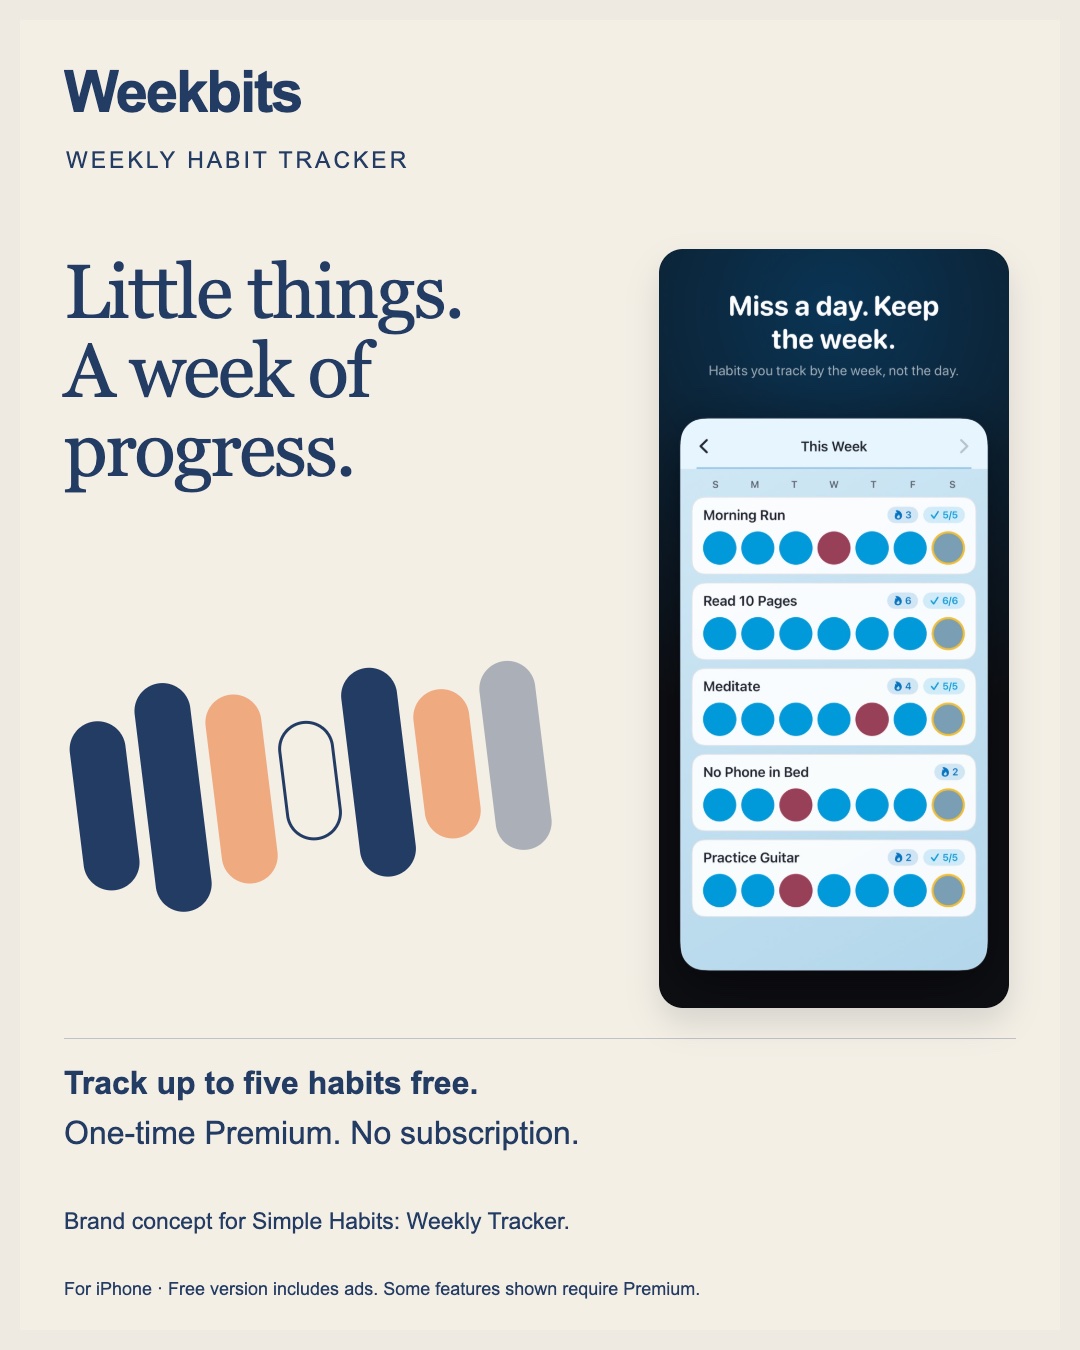 Weekbits
WEEKLY HABIT TRACKER
Little things.
A week of
progress.
Miss a day. Keep
the week.
Habits you track by the week, not the day.
This Week
S M T W T F S
Morning Run 3 5/5
Read 10 Pages 6 6/6
Meditate 4 5/5
No Phone in Bed 2
Practice Guitar 2 5/5
Track up to five habits free.
One-time Premium. No subscription.
Brand concept for Simple Habits: Weekly Tracker.
For iPhone · Free version includes ads. Some features shown require Premium.